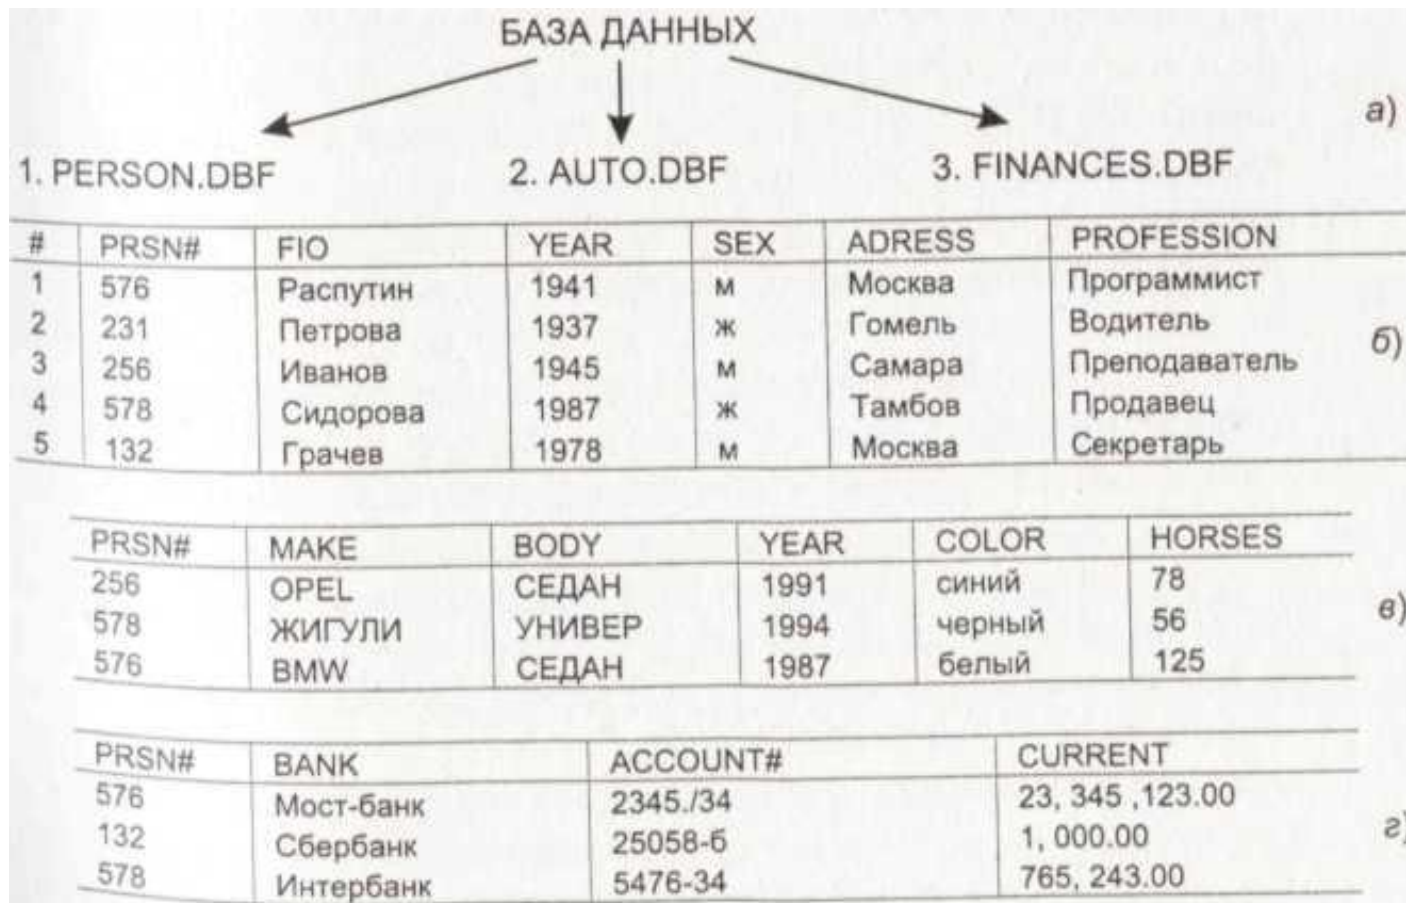 БАЗА ДАННЫХ
а)
1. PERSON.DBF 2. AUTO.DBF 3. FINANCES.DBF
# PRSN# FIO YEAR SEX ADRESS PROFESSION
1 576 Распутин 1941 м Москва Программист
2 231 Петрова 1937 ж Гомель Водитель
б)
3 256 Иванов 1945 м Самара Преподаватель
4 578 Сидорова 1987 ж Тамбов Продавец
5 132 Грачев 1978 м Москва Секретарь
PRSN# MAKE BODY YEAR COLOR HORSES
256 OPEL СЕДАН 1991 синий 78
в)
578 ЖИГУЛИ УНИВЕР 1994 черный 56
576 BMW СЕДАН 1987 белый 125
PRSN# BANK ACCOUNT# CURRENT
576 Мост-банк 2345./34 23, 345 ,123.00
132 Сбербанк 25058-б 1, 000.00
г)
578 Интербанк 5476-34 765, 243.00